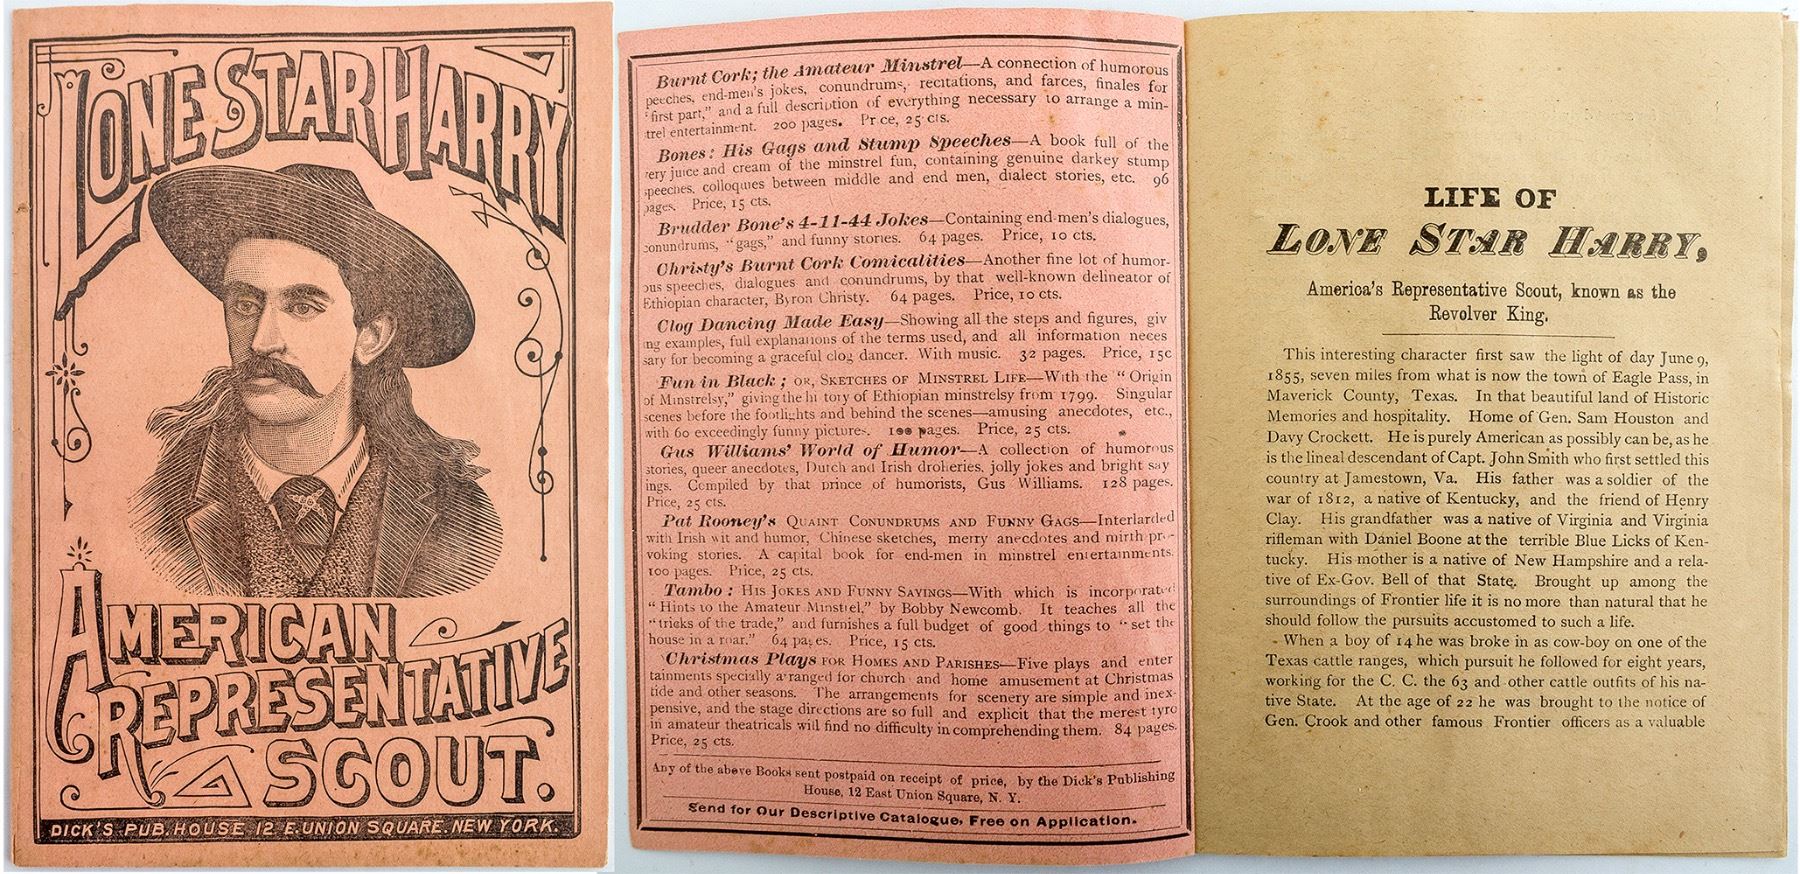 LONE STAR HARRY
AMERICAN
REPRESENTATIVE
SCOUT.
DICK'S PUB. HOUSE 12 E. UNION SQUARE. NEW YORK.
Burnt Cork; the Amateur Minstrel—A connection of humorous
peeches, end-men's jokes, conundrums, recitations, and farces, finales for
"first part," and a full description of everything necessary to arrange a min-
trel entertainment. 200 pages. Pr ce, 25 cts.
Bones: His Gags and Stump Speeches—A book full of the
ery juice and cream of the minstrel fun, containing genuine darkey stump
speeches, colloquies between middle and end men, dialect stories, etc. 96
pages. Price, 15 cts.
Brudder Bone's 4-11-44 Jokes—Containing end-men's dialogues,
conundrums, "gags," and funny stories. 64 pages. Price, 10 cts.
Christy's Burnt Cork Comicalities—Another fine lot of humor-
ous speeches, dialogues and conundrums, by that well-known delineator of
Ethiopian character, Byron Christy. 64 pages. Price, 10 cts.
Clog Dancing Made Easy—Showing all the steps and figures, giv
ing examples, full explanations of the terms used, and all information neces
sary for becoming a graceful clog dancer. With music. 32 pages. Price, 15c
Fun in Black; OR, SKETCHES OF MINSTREL LIFE—With the "Origin
of Minstrelsy," giving the hi tory of Ethiopian minstrelsy from 1799. Singular
scenes before the footlights and behind the scenes—amusing anecdotes, etc.,
with 60 exceedingly funny pictures. 100 pages. Price, 25 cts.
Gus Williams' World of Humor—A collection of humorous
stories, queer anecdotes, Dutch and Irish drolleries, jolly jokes and bright say
ings. Compiled by that prince of humorists, Gus Williams. 128 pages.
Price, 25 cts.
Pat Rooney's QUAINT CONUNDRUMS AND FUNNY GAGS—Interlarded
with Irish wit and humor, Chinese sketches, merry anecdotes and mirth pro-
voking stories. A capital book for end-men in minstrel entertainments.
100 pages. Price, 25 cts.
Tambo: HIS JOKES AND FUNNY SAYINGS—With which is incorporated
"Hints to the Amateur Minstrel," by Bobby Newcomb. It teaches all the
"tricks of the trade," and furnishes a full budget of good things to "set the
house in a roar." 64 pages. Price, 15 cts.
Christmas Plays FOR HOMES AND PARISHES—Five plays and enter
tainments specially arranged for church and home amusement at Christmas
tide and other seasons. The arrangements for scenery are simple and inex-
pensive, and the stage directions are so full and explicit that the merest tyro
in amateur theatricals will find no difficulty in comprehending them. 84 pages.
Price, 25 cts.
Any of the above Books sent postpaid on receipt of price, by the Dick's Publishing
House, 12 East Union Square, N. Y.
Send for Our Descriptive Catalogue, Free on Application.
LIFE OF
LONE STAR HARRY,
America's Representative Scout, known as the
Revolver King.
This interesting character first saw the light of day June 9,
1855, seven miles from what is now the town of Eagle Pass, in
Maverick County, Texas. In that beautiful land of Historic
Memories and hospitality. Home of Gen. Sam Houston and
Davy Crockett. He is purely American as possibly can be, as he
is the lineal descendant of Capt. John Smith who first settled this
country at Jamestown, Va. His father was a soldier of the
war of 1812, a native of Kentucky, and the friend of Henry
Clay. His grandfather was a native of Virginia and Virginia
rifleman with Daniel Boone at the terrible Blue Licks of Ken-
tucky. His mother is a native of New Hampshire and a rela-
tive of Ex-Gov. Bell of that State. Brought up among the
surroundings of Frontier life it is no more than natural that he
should follow the pursuits accustomed to such a life.
When a boy of 14 he was broke in as cow-boy on one of the
Texas cattle ranges, which pursuit he followed for eight years,
working for the C. C. the 63 and other cattle outfits of his na-
tive State. At the age of 22 he was brought to the notice of
Gen. Crook and other famous Frontier officers as a valuable